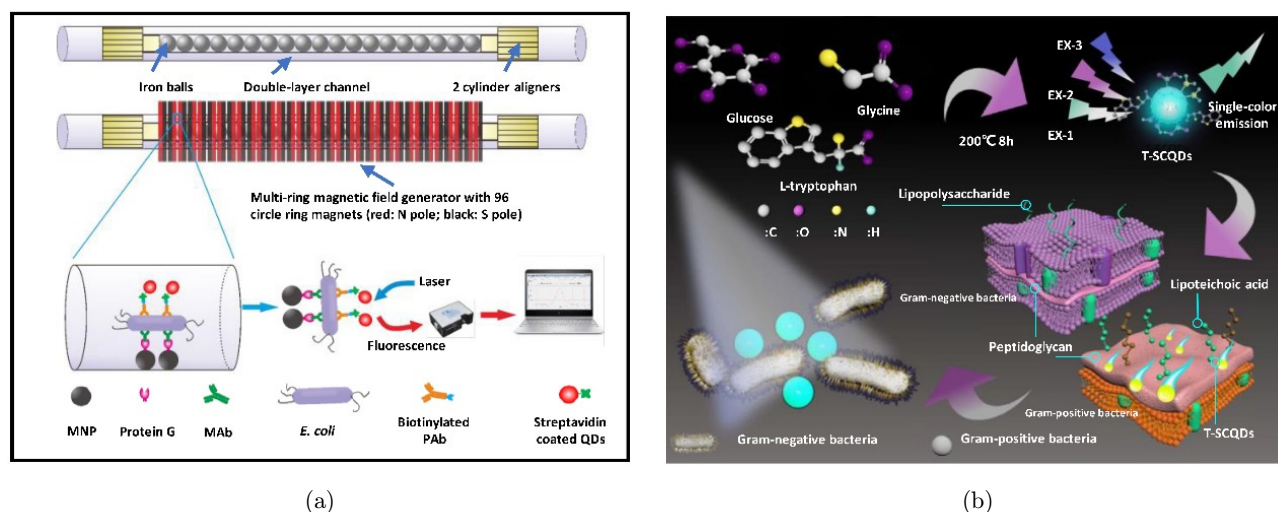 Iron balls
Double-layer channel
2 cylinder aligners
Multi-ring magnetic field generator with 96
circle ring magnets (red: N pole; black: S pole)
Laser
Fluorescence
MNP
Protein G
MAb
E. coli
Biotinylated
PAb
Streptavidin
coated QDs
(a)
Glucose
Glycine
L-tryptophan
:C
:O
:N
:H
200℃ 8h
EX-3
EX-2
EX-1
Single-color
emission
T-SCQDs
Lipopolysaccharide
Gram-negative bacteria
Lipoteichoic acid
Peptidoglycan
Gram-positive bacteria
T-SCQDs
Gram-negative bacteria
Gram-positive bacteria
(b)